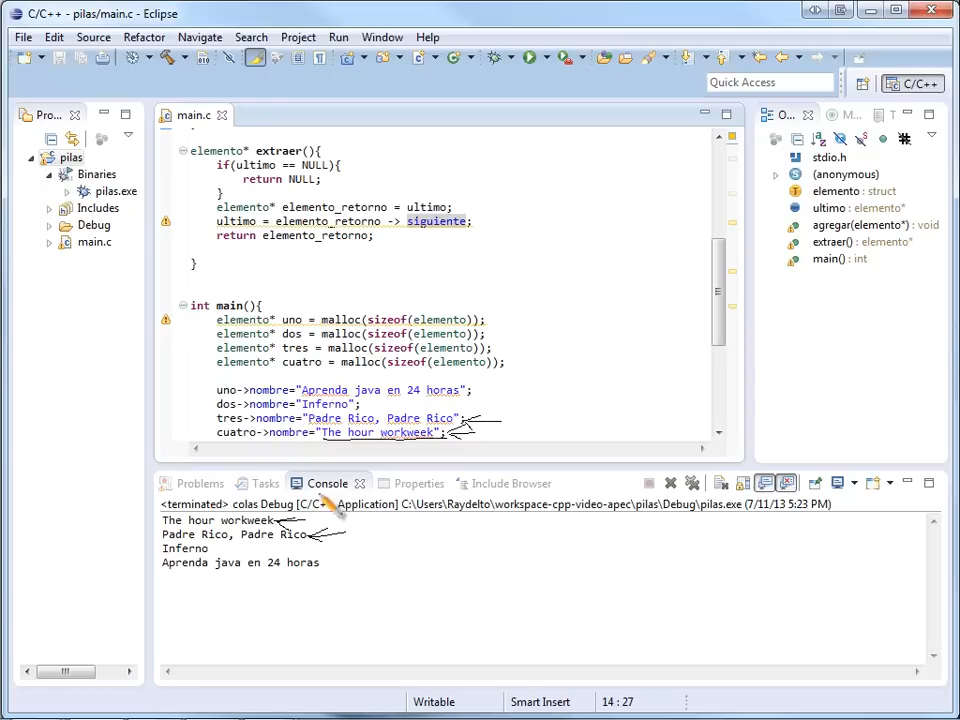 C/C++ - pilas/main.c - Eclipse
File Edit Source Refactor Navigate Search Project Run Window Help
Quick Access
C/C++
Pro...
main.c
O...
M...
T
pilas
Binaries
pilas.exe
Includes
Debug
main.c
}
elemento* extraer(){
if(ultimo == NULL){
return NULL;
}
elemento* elemento_retorno = ultimo;
ultimo = elemento_retorno -> siguiente;
return elemento_retorno;
}
int main(){
elemento* uno = malloc(sizeof(elemento));
elemento* dos = malloc(sizeof(elemento));
elemento* tres = malloc(sizeof(elemento));
elemento* cuatro = malloc(sizeof(elemento));
uno->nombre="Aprenda java en 24 horas";
dos->nombre="Inferno";
tres->nombre="Padre Rico, Padre Rico";
cuatro->nombre="The hour workweek";
stdio.h
(anonymous)
elemento : struct
ultimo : elemento*
agregar(elemento*) : void
extraer() : elemento*
main() : int
Problems Tasks Console Properties Include Browser
<terminated> colas Debug [C/C++ Application] C:\Users\Raydelto\workspace-cpp-video-apec\pilas\Debug\pilas.exe (7/11/13 5:23 PM)
The hour workweek
Padre Rico, Padre Rico
Inferno
Aprenda java en 24 horas
Writable Smart Insert 14 : 27